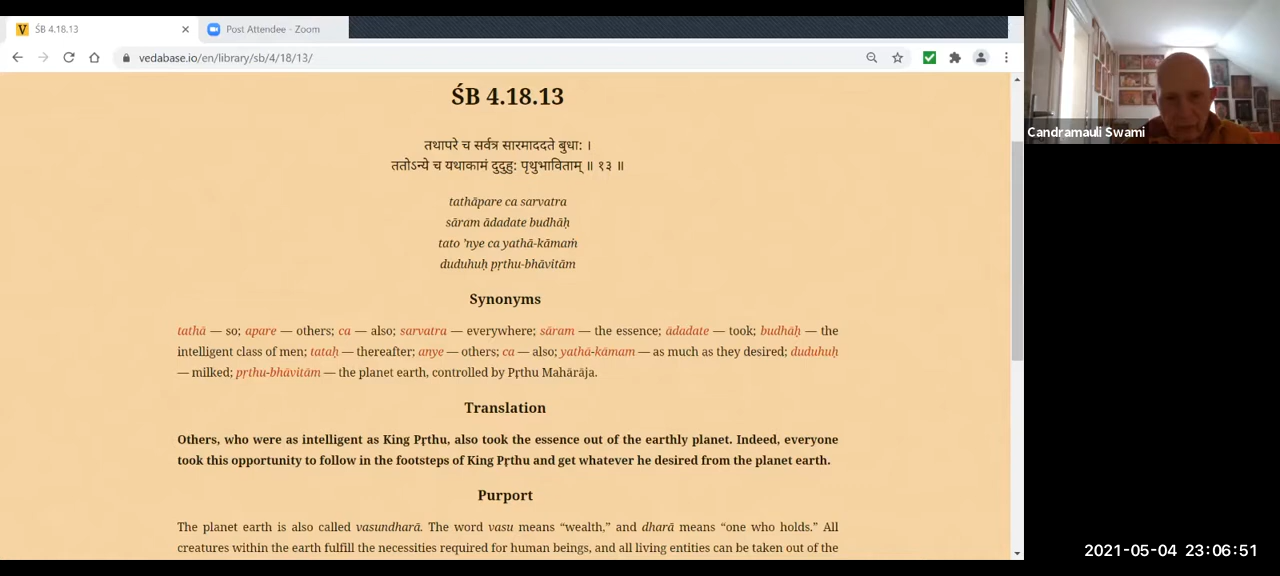 ŚB 4.18.13
Post Attendee - Zoom
vedabase.io/en/library/sb/4/18/13/
ŚB 4.18.13
तथापरे च सर्वत्र सारमाददते बुधा: ।
ततोऽन्ये च यथाकामं दुदुहु: पृथुभाविताम् ॥ १३ ॥
tathāpare ca sarvatra
sāram ādadate budhāḥ
tato ’nye ca yathā-kāmaṁ
duduhuḥ pṛthu-bhāvitām
Synonyms
tathā — so; apare — others; ca — also; sarvatra — everywhere; sāram — the essence; ādadate — took; budhāḥ — the
intelligent class of men; tataḥ — thereafter; anye — others; ca — also; yathā-kāmam — as much as they desired; duduhuḥ
— milked; pṛthu-bhāvitām — the planet earth, controlled by Pṛthu Mahārāja.
Translation
Others, who were as intelligent as King Pṛthu, also took the essence out of the earthly planet. Indeed, everyone
took this opportunity to follow in the footsteps of King Pṛthu and get whatever he desired from the planet earth.
Purport
The planet earth is also called vasundharā. The word vasu means “wealth,” and dharā means “one who holds.” All
creatures within the earth fulfill the necessities required for human beings, and all living entities can be taken out of the
Candramauli Swami
2021-05-04 23:06:51